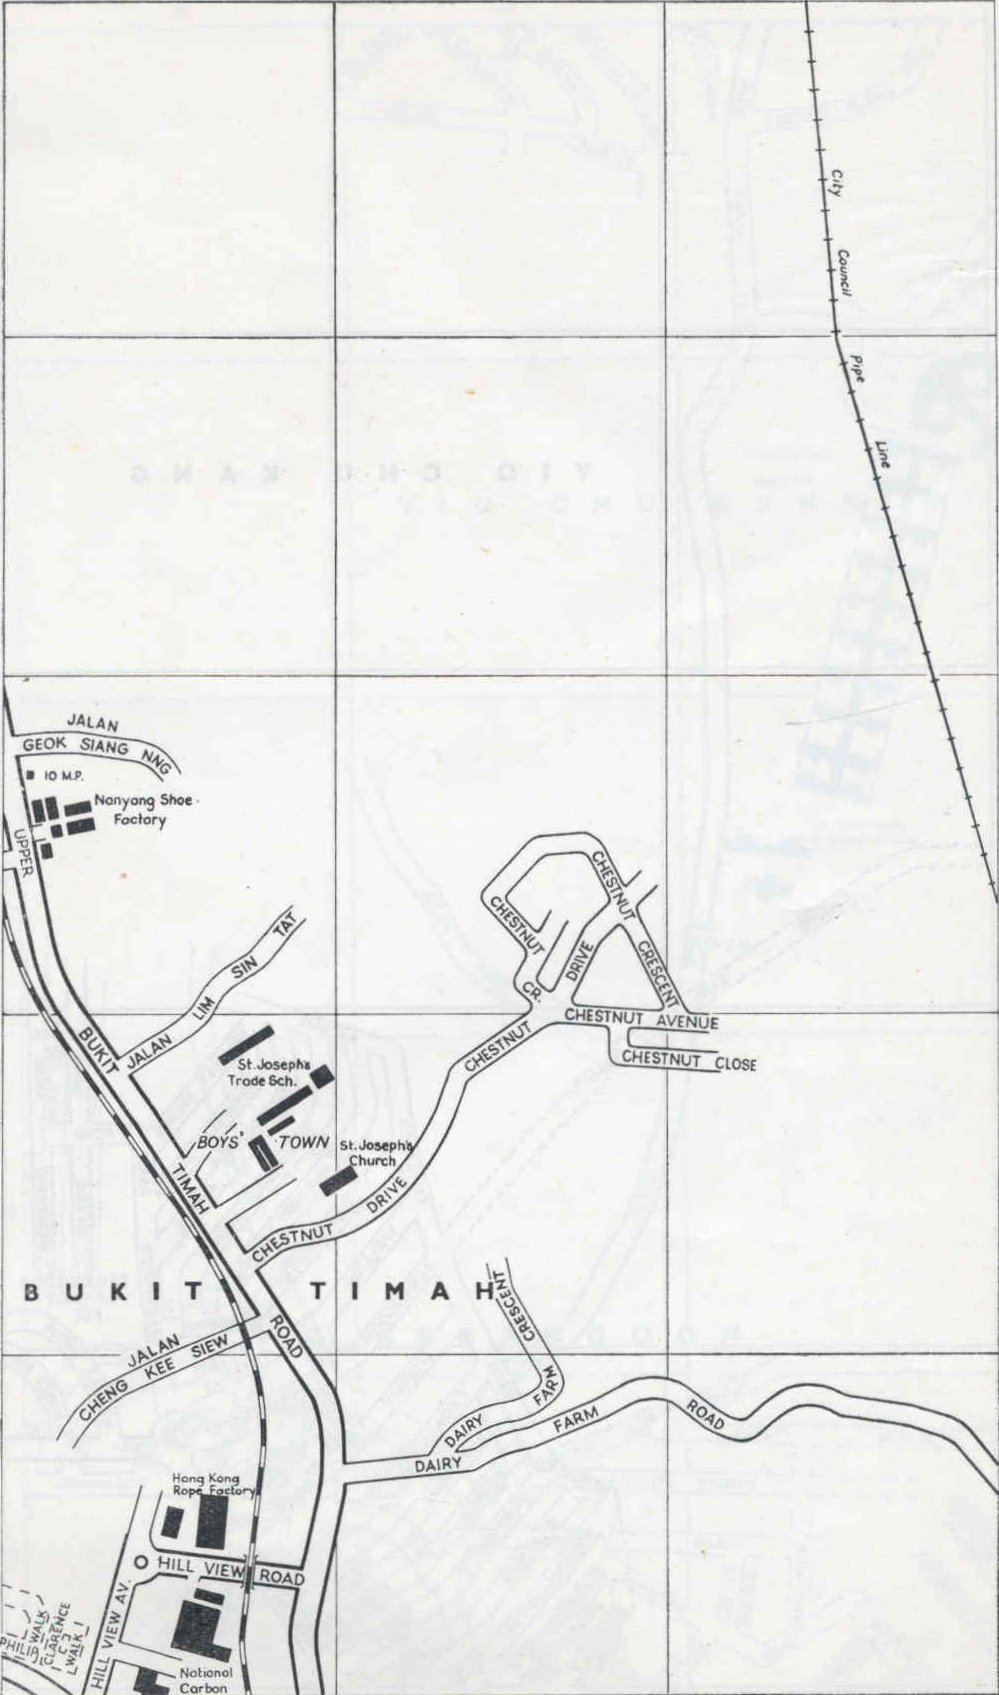 City
Council
Pipe
Line
JALAN
GEOK SIANG NNG
10 M.P.
Nanyang Shoe
Factory
UPPER
BUKIT
TIMAH
ROAD
JALAN LIM SIN TAT
St. Joseph's
Trade Sch.
BOYS' TOWN
St. Joseph's
Church
CHESTNUT
CRESCENT
CHESTNUT
CR.
DRIVE
CHESTNUT AVENUE
CHESTNUT CLOSE
CHESTNUT
CHESTNUT DRIVE
BUKIT TIMAH
JALAN
CHENG KEE SIEW
DAIRY FARM CRESCENT
DAIRY FARM ROAD
Hong Kong
Rope Factory
HILL VIEW ROAD
HILL VIEW AV.
PHILIP WALK
CLARENCE
WALK
National
Carbon